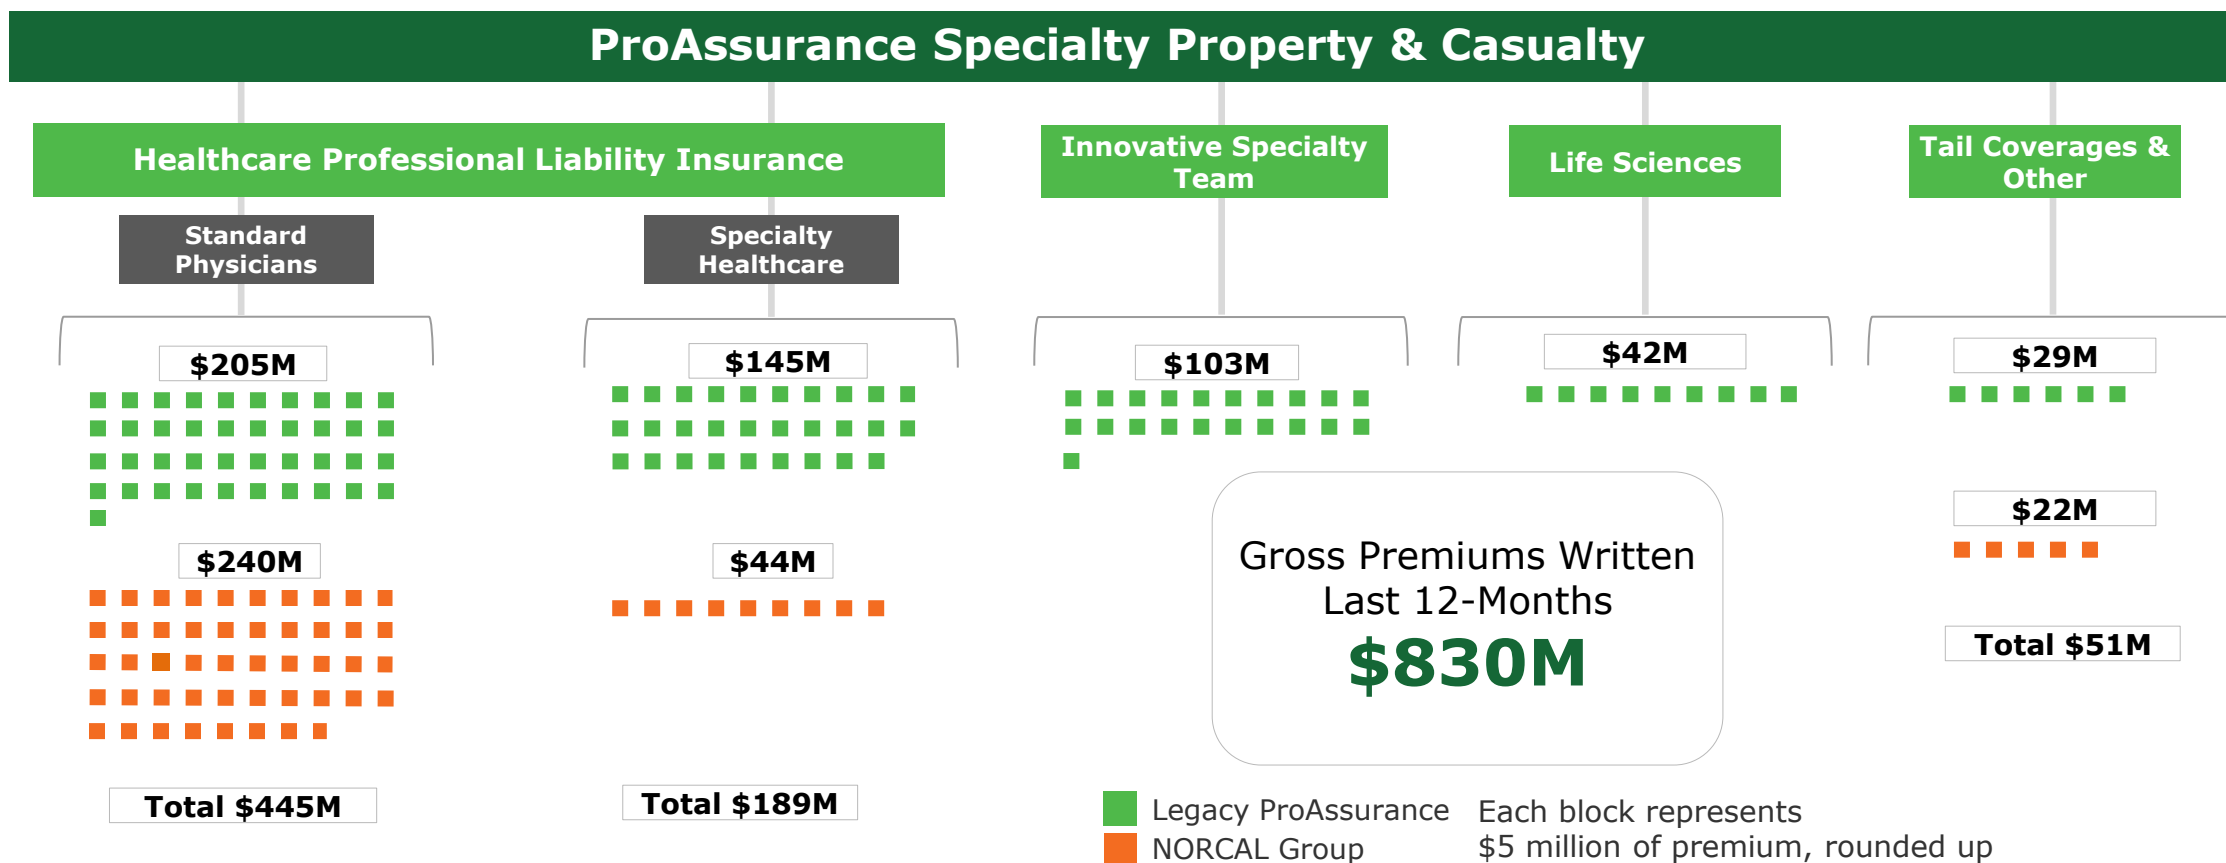 ProAssurance Specialty Property & Casualty
Healthcare Professional Liability Insurance
Innovative Specialty
Team
Life Sciences
Tail Coverages &
Other
Standard
Physicians
Specialty
Healthcare
$205M
$145M
$103M
$42M
$29M
$240M
$44M
$22M
Gross Premiums Written
Last 12-Months
$830M
Total $51M
Total $445M
Total $189M
Legacy ProAssurance
NORCAL Group
Each block represents
$5 million of premium, rounded up